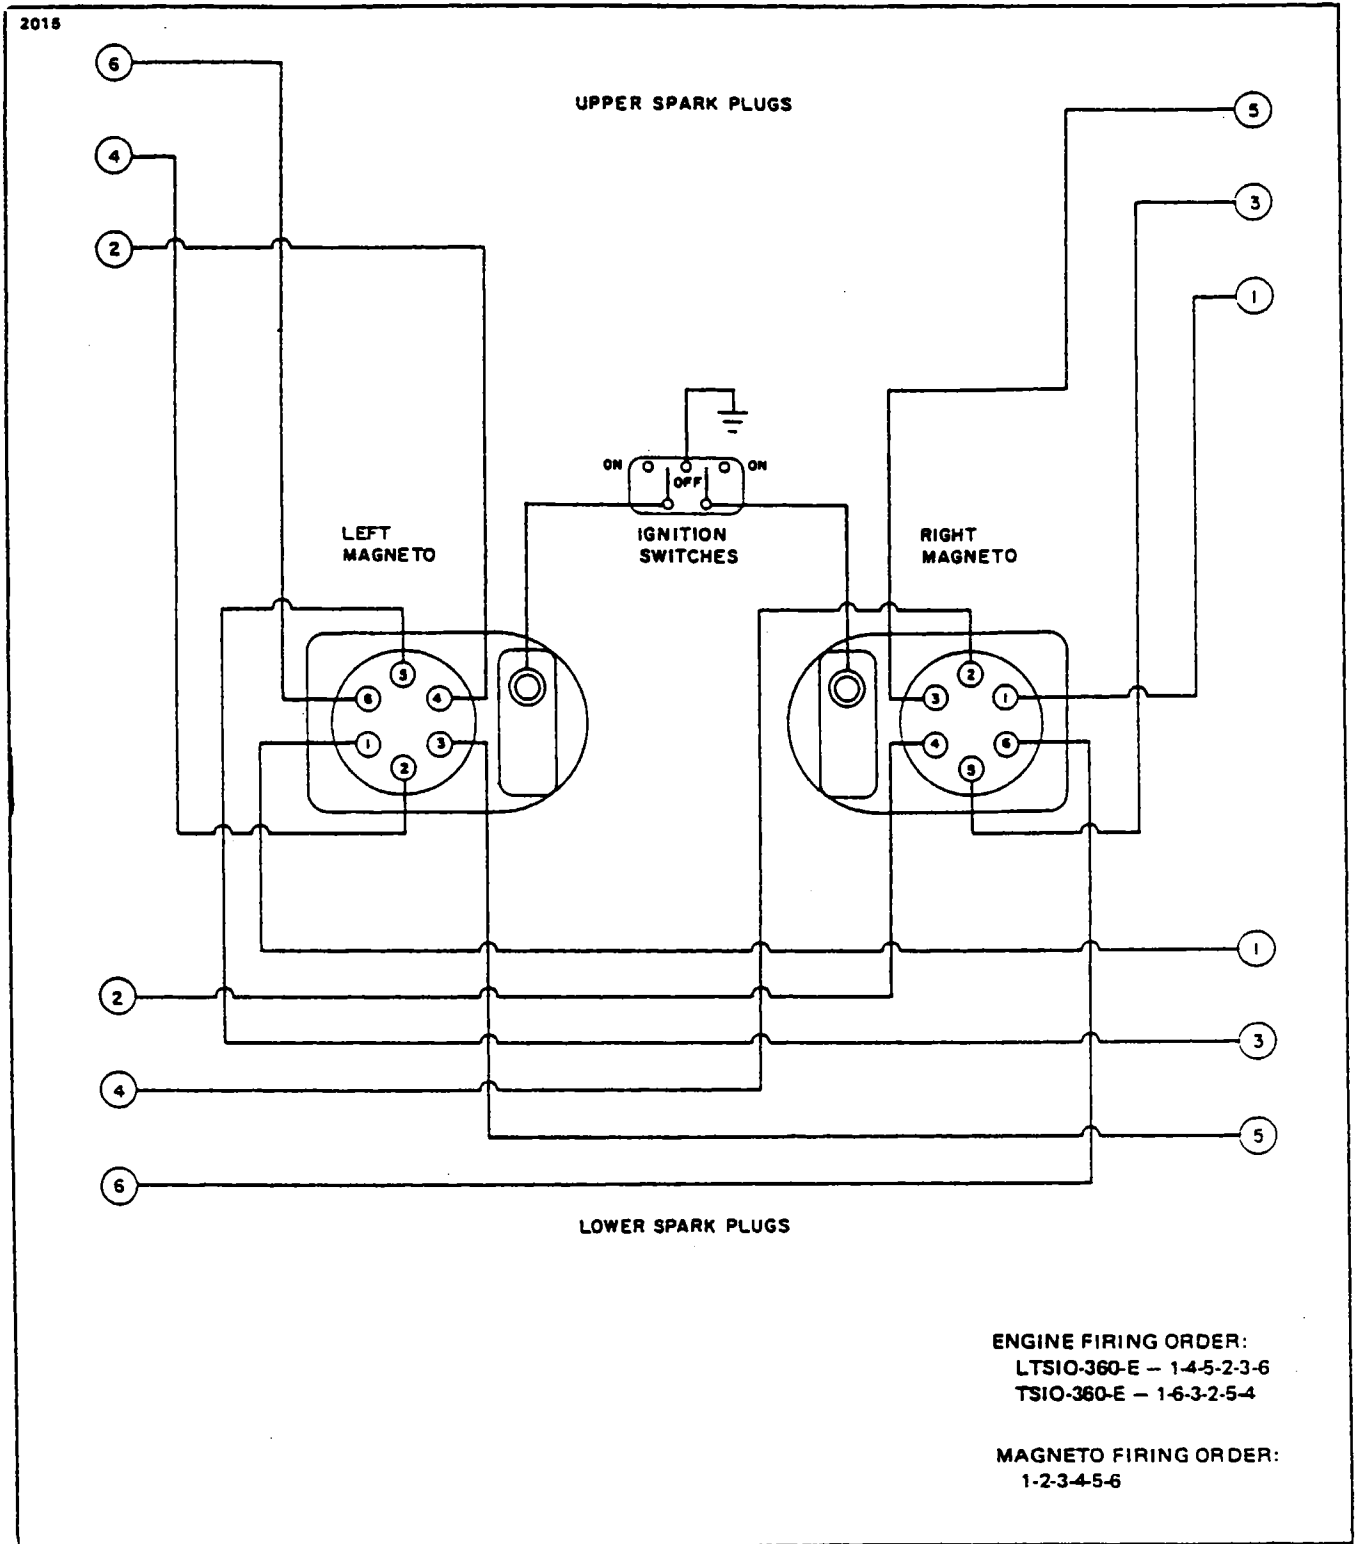 2015
6
UPPER SPARK PLUGS
5
4
3
2
1
ON
ON
OFF
LEFT
MAGNETO
IGNITION
SWITCHES
RIGHT
MAGNETO
5
6
4
1
3
2
2
3
1
4
6
5
1
2
3
4
5
6
LOWER SPARK PLUGS
ENGINE FIRING ORDER:
LTSIO-360-E — 1-4-5-2-3-6
TSIO-360-E — 1-6-3-2-5-4
MAGNETO FIRING ORDER:
1-2-3-4-5-6